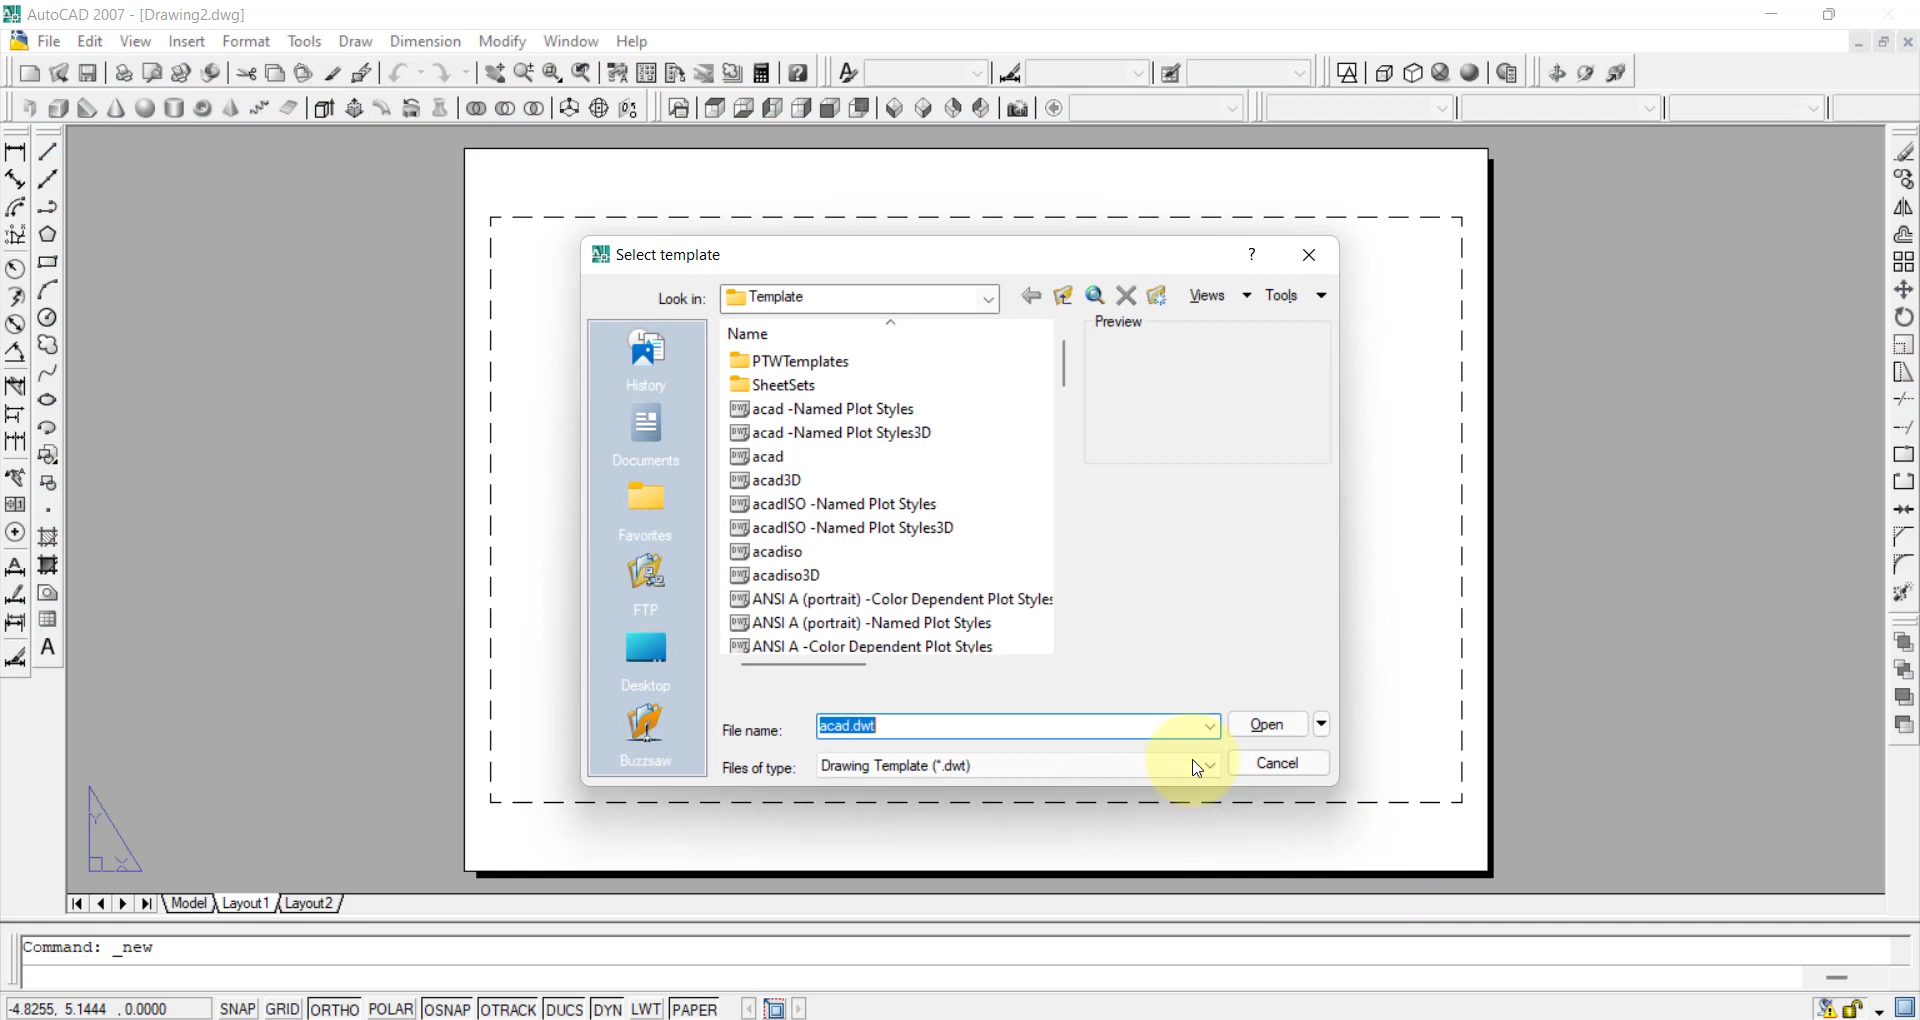 AutoCAD 2007 - [Drawing2.dwg]
File Edit View Insert Format Tools Draw Dimension Modify Window Help
Select template
?
Look in: Template Views Tools
Name
Preview
History
Documents
Favorites
FTP
Desktop
Buzzsaw
PTWTemplates
SheetSets
acad -Named Plot Styles
acad -Named Plot Styles3D
acad
acad3D
acadISO -Named Plot Styles
acadISO -Named Plot Styles3D
acadiso
acadiso3D
ANSI A (portrait) -Color Dependent Plot Styles
ANSI A (portrait) -Named Plot Styles
ANSI A -Color Dependent Plot Styles
File name: acad.dwt Open
Files of type: Drawing Template (*.dwt) Cancel
Y
X
Model Layout1 Layout2
Command: _new
-4.8255, 5.1444 , 0.0000 SNAP GRID ORTHO POLAR OSNAP OTRACK DUCS DYN LWT PAPER